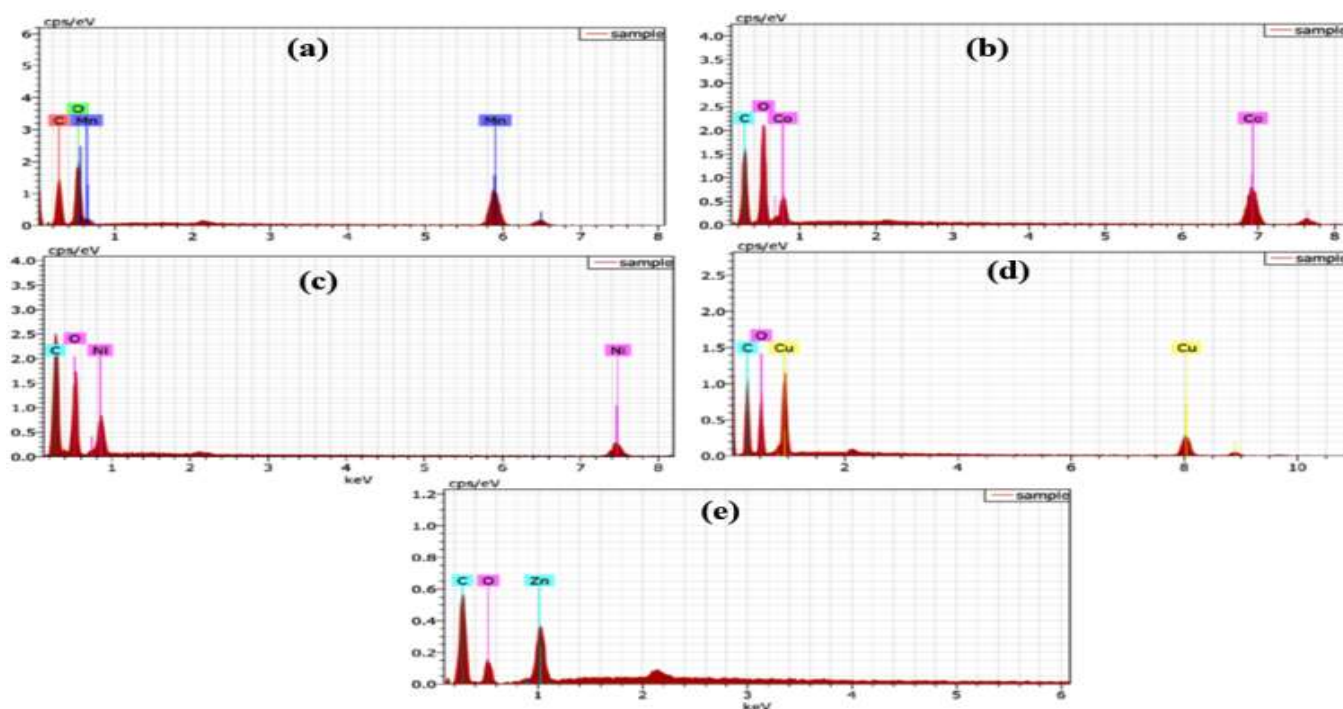 cps/eV
sample
(a)
6
5
4
3
2
1
0
C
O
Mn
Mn
1 2 3 4 5 6 7 8
cps/eV
sample
(b)
4.0
3.5
3.0
2.5
2.0
1.5
1.0
0.5
0.0
C
O
Co
Co
1 2 3 4 5 6 7 8
cps/eV
sample
(c)
4.0
3.5
3.0
2.5
2.0
1.5
1.0
0.5
0.0
C
O
Ni
Ni
1 2 3 4 5 6 7 8
keV
cps/eV
sample
(d)
2.5
2.0
1.5
1.0
0.5
0.0
C
O
Cu
Cu
2 4 6 8 10
cps/eV
sample
(e)
1.2
1.0
0.8
0.6
0.4
0.2
0.0
C
O
Zn
1 2 3 4 5 6
keV